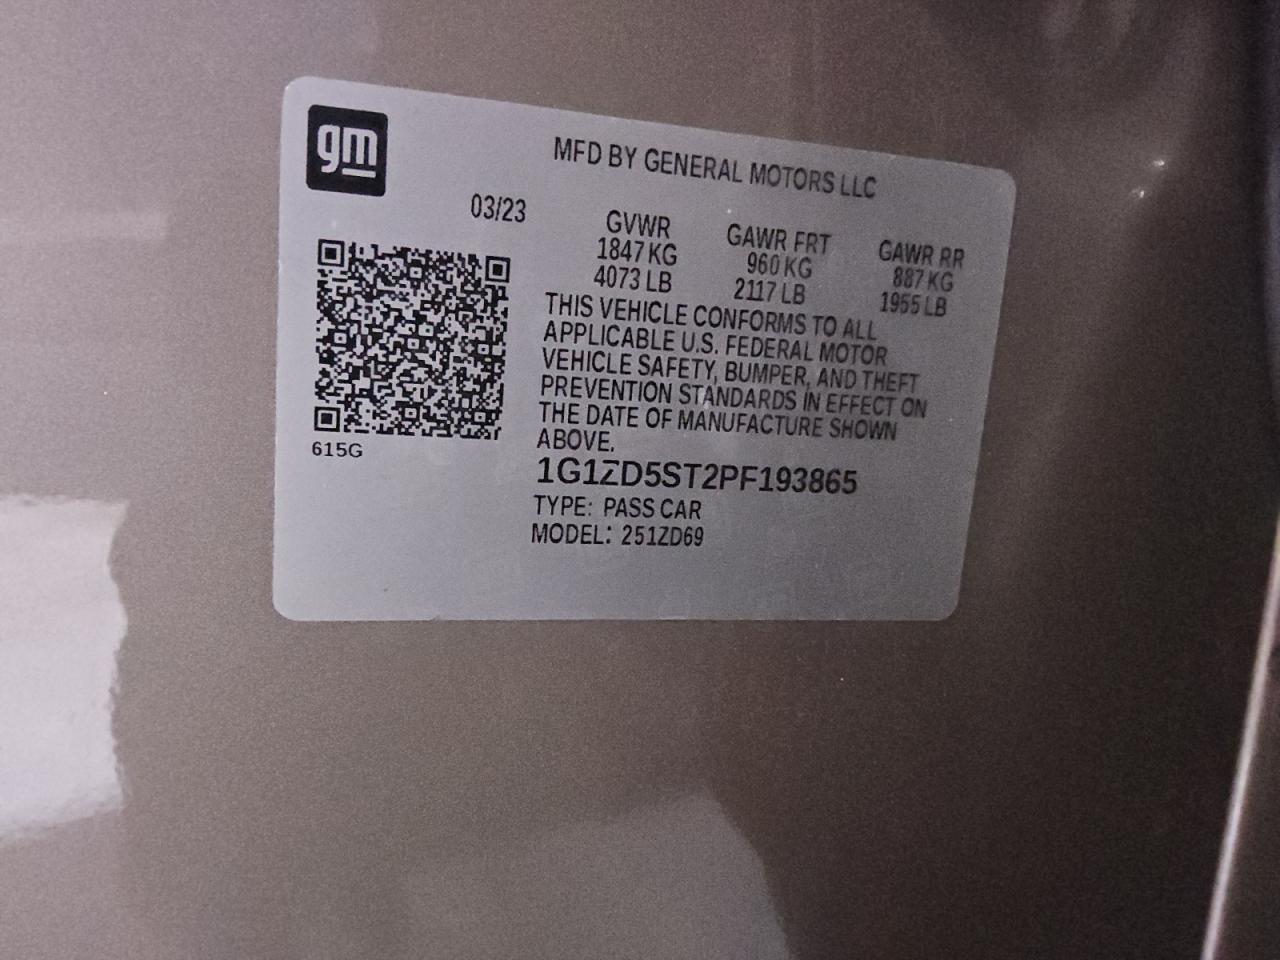 gm
MFD BY GENERAL MOTORS LLC
03/23
GVWR GAWR FRT GAWR RR
1847 KG 960 KG 887 KG
4073 LB 2117 LB 1955 LB
THIS VEHICLE CONFORMS TO ALL
APPLICABLE U.S. FEDERAL MOTOR
VEHICLE SAFETY, BUMPER, AND THEFT
PREVENTION STANDARDS IN EFFECT ON
THE DATE OF MANUFACTURE SHOWN
ABOVE.
615G
1G1ZD5ST2PF193865
TYPE: PASS CAR
MODEL: 251ZD69